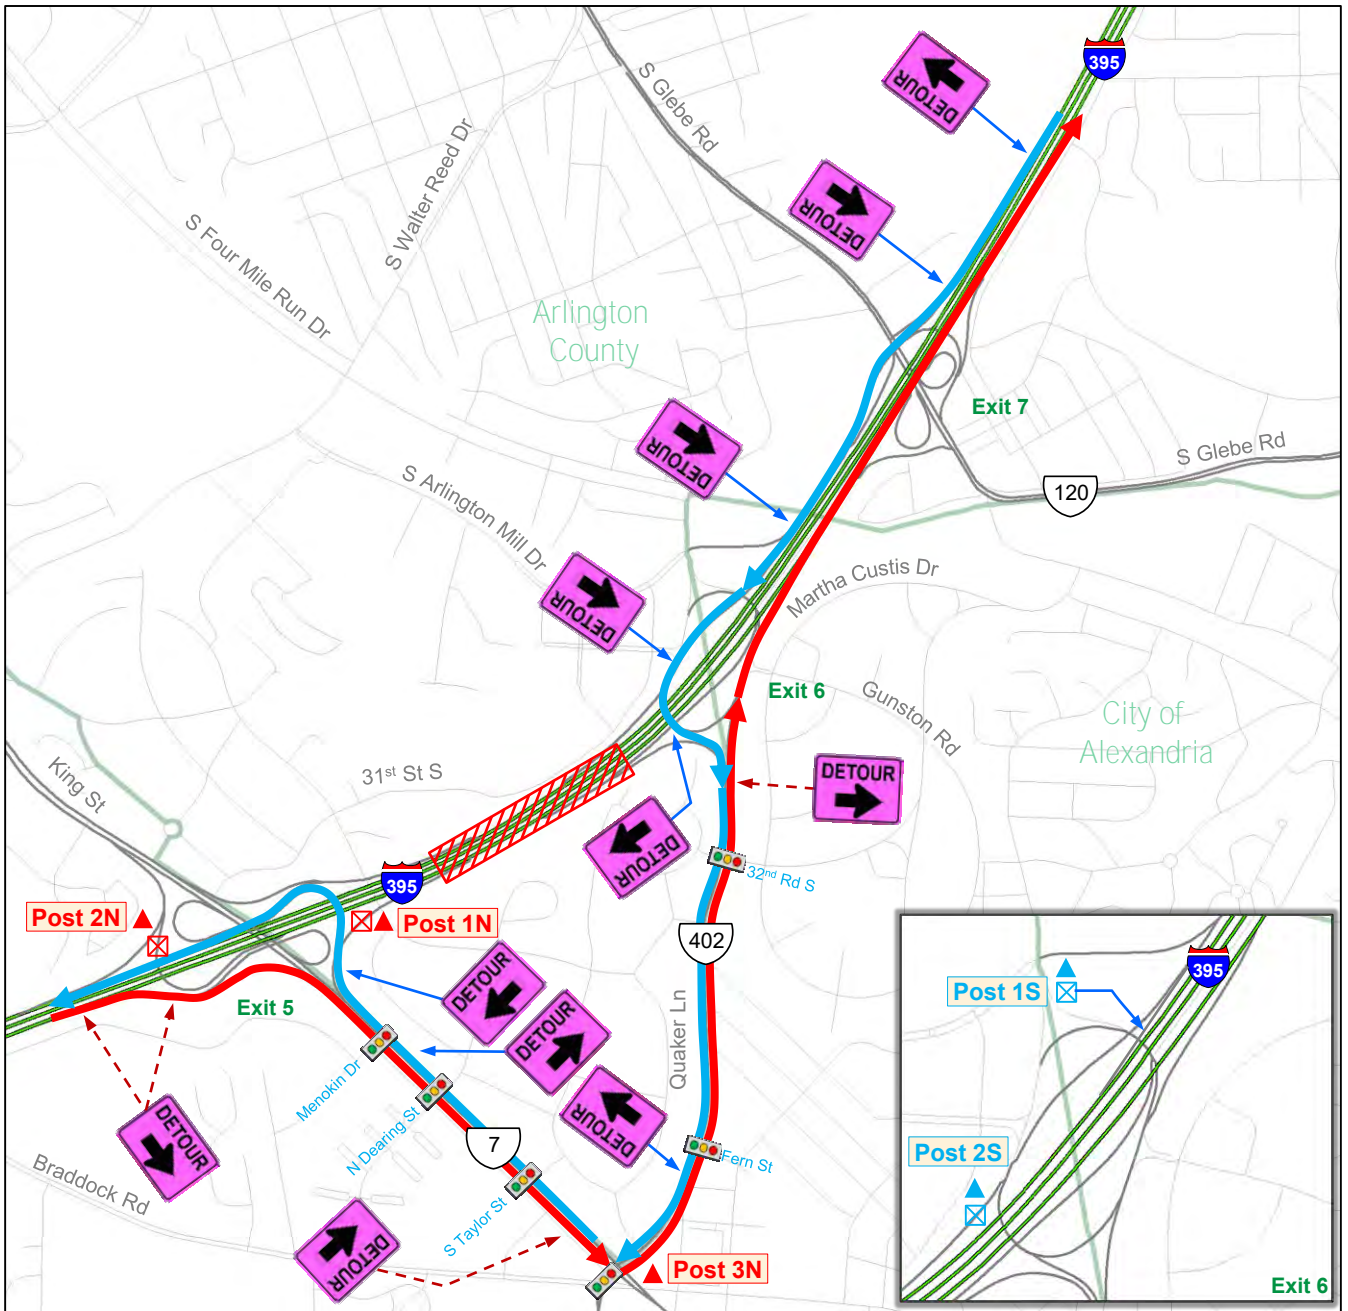 395
DETOUR
S Glebe Rd
S Walter Reed Dr
DETOUR
S Four Mile Run Dr
Arlington
County
Exit 7
DETOUR
S Glebe Rd
120
S Arlington Mill Dr
DETOUR
Martha Custis Dr
Exit 6
Gunston Rd
City of
Alexandria
King St
31st St S
DETOUR
DETOUR
395
32nd Rd S
Post 2N
Post 1N
402
DETOUR
Exit 5
DETOUR
Quaker Ln
Menokin Dr
DETOUR
N Dearing St
7
Fern St
DETOUR
Braddock Rd
S Taylor St
DETOUR
Post 3N
395
Post 1S
Post 2S
Exit 6